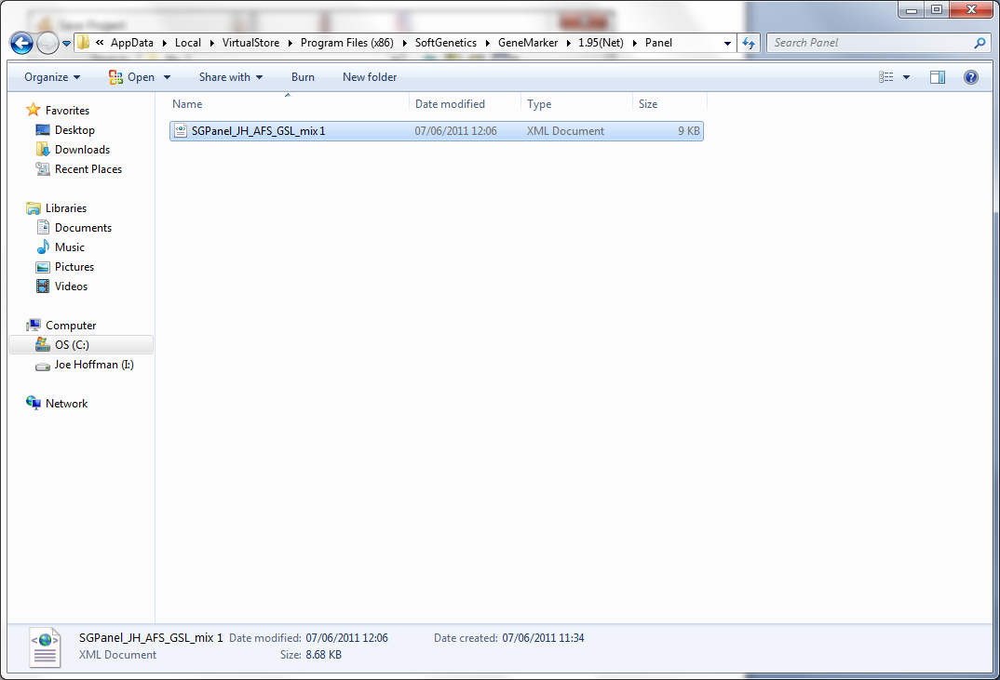 Save Project
« AppData Local VirtualStore Program Files (x86) SoftGenetics GeneMarker 1.95(Net) Panel Search Panel
Organize Open Share with Burn New folder
Name Date modified Type Size
SGPanel_JH_AFS_GSL_mix 1 07/06/2011 12:06 XML Document 9 KB
Favorites
Desktop
Downloads
Recent Places
Libraries
Documents
Music
Pictures
Videos
Computer
OS (C:)
Joe Hoffman (I:)
Network
SGPanel_JH_AFS_GSL_mix 1 Date modified: 07/06/2011 12:06 Date created: 07/06/2011 11:34
XML Document Size: 8.68 KB